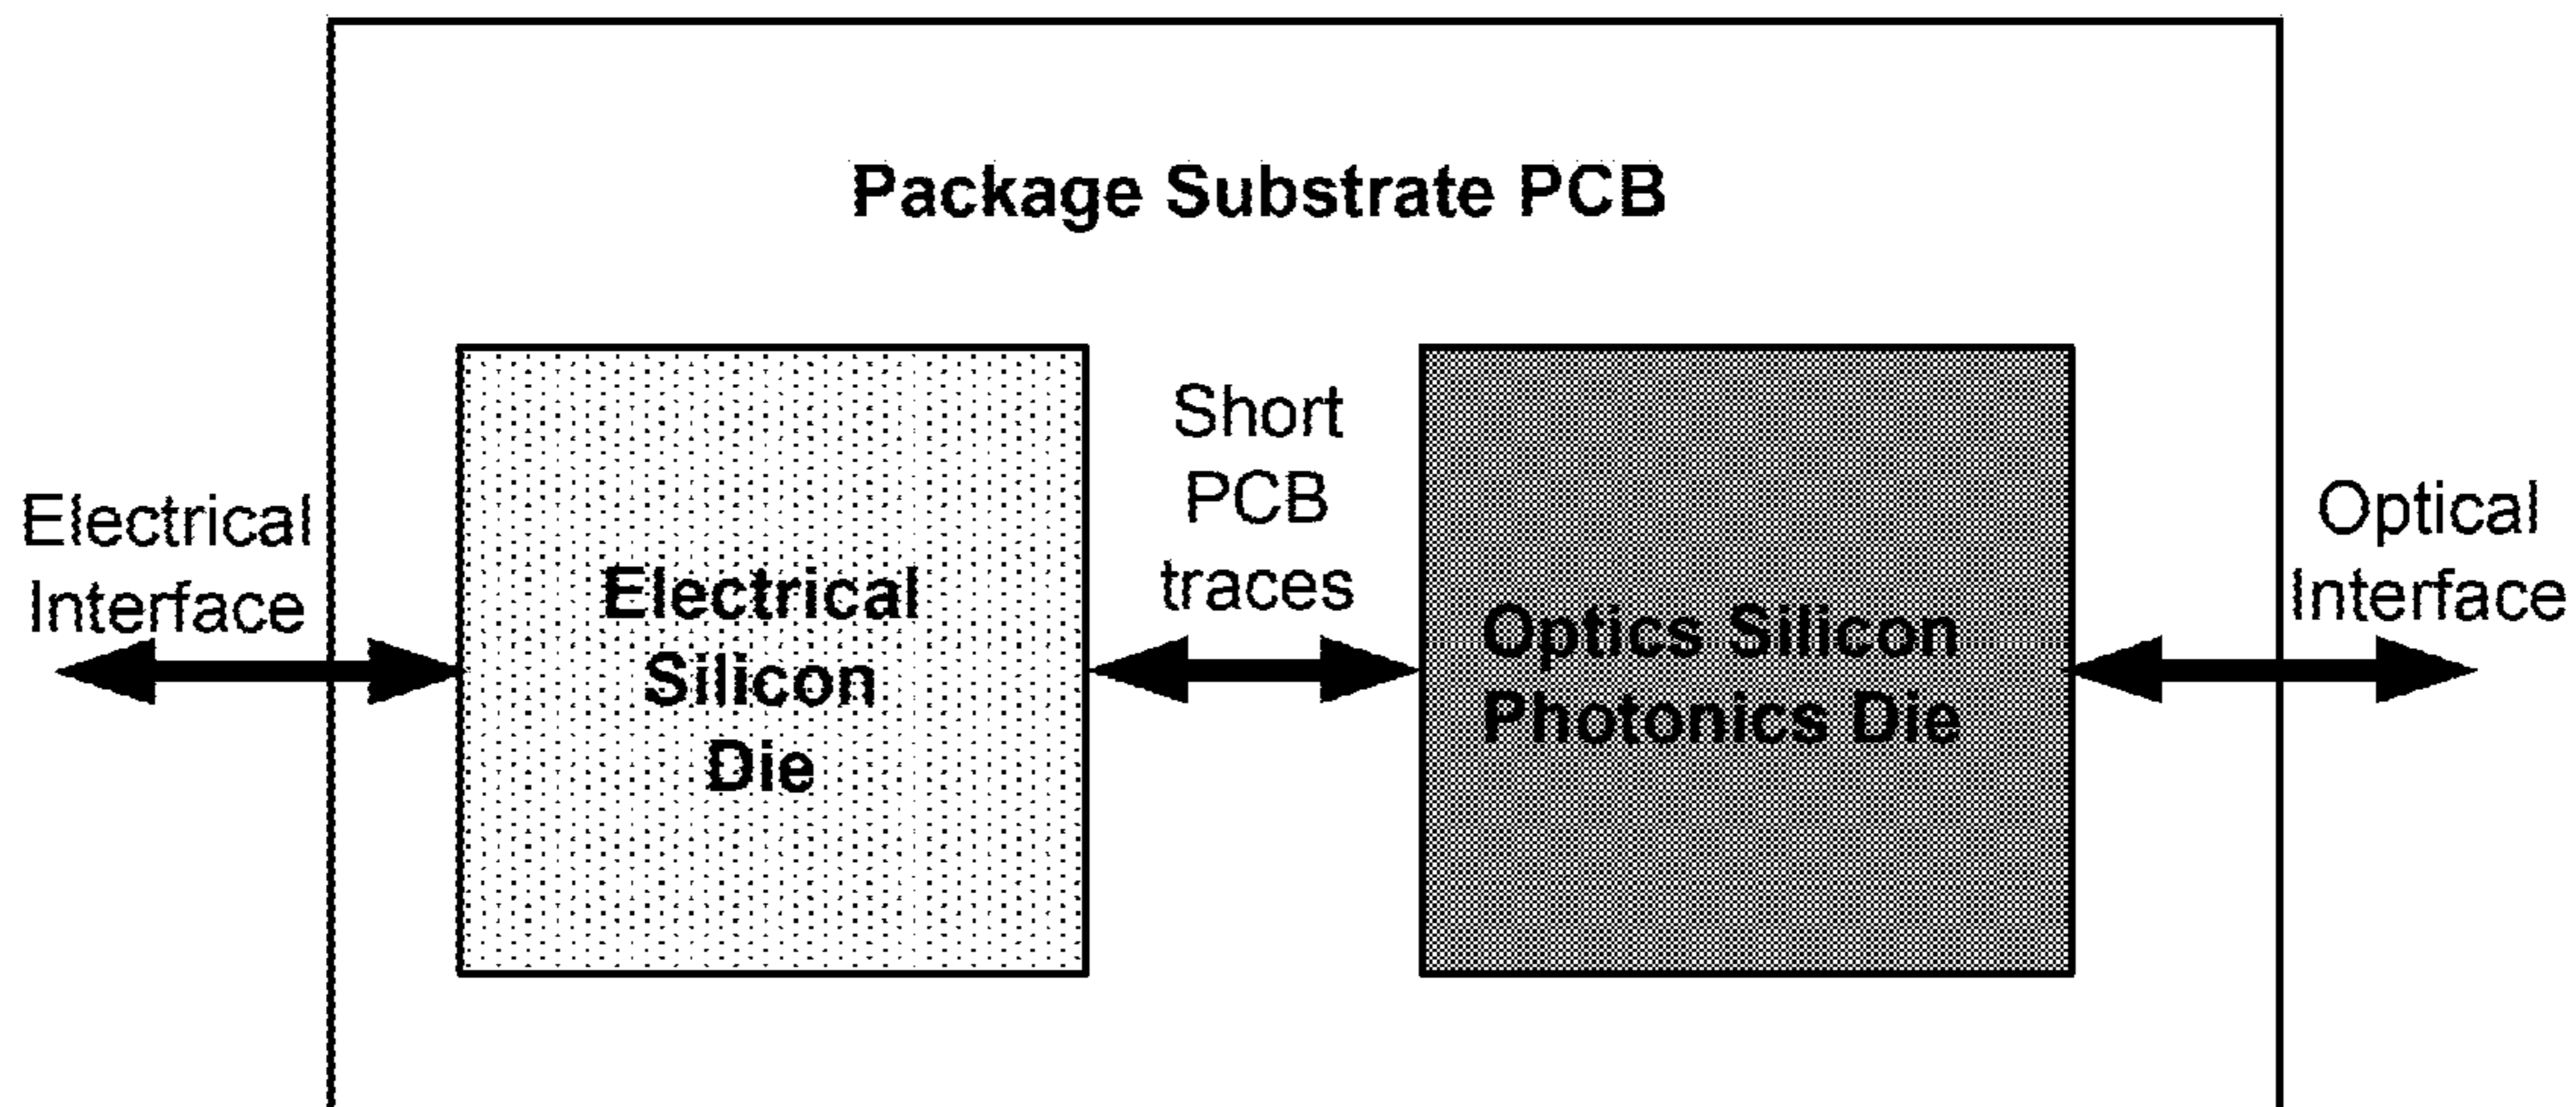 Package Substrate PCB
Electrical
Interface
Electrical
Silicon
Die
Short
PCB
traces
Optics Silicon
Photonics Die
Optical
Interface